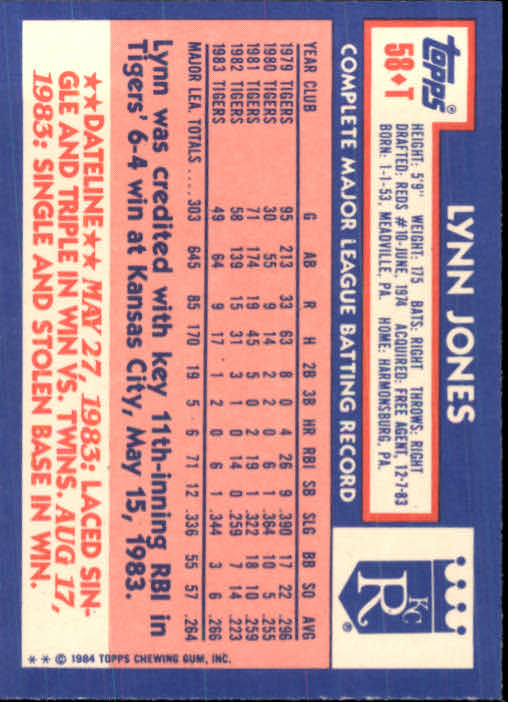 topps®
58♦T
LYNN JONES
HEIGHT: 5'9" WEIGHT: 175 BATS: RIGHT THROWS: RIGHT
DRAFTED: REDS #10-JUNE, 1974 ACQUIRED: FREE AGENT, 12-7-83
BORN: 1-1-53, MEADVILLE, PA. HOME: HARMONSBURG, PA.
KC
R®
COMPLETE MAJOR LEAGUE BATTING RECORD
YEAR CLUB G AB R H 2B 3B HR RBI SB SLG BB SO AVG
1979 TIGERS 95 213 33 63 8 0 4 26 9 .390 17 22 .296
1980 TIGERS 30 55 9 14 2 2 0 6 1 .364 10 5 .255
1981 TIGERS 71 174 19 45 5 0 2 19 1 .322 18 10 .259
1982 TIGERS 58 139 15 31 3 1 0 14 0 .259 7 14 .223
1983 TIGERS 49 64 9 17 1 2 0 6 1 .344 3 6 .266
MAJOR LEA. TOTALS .... 303 645 85 170 19 5 6 71 12 .336 55 57 .264
Lynn was credited with key 11th-inning RBI in
Tigers' 6-4 win at Kansas City, May 15, 1983.
★★DATELINE★★ MAY 27, 1983: LACED SIN-
GLE AND TRIPLE IN WIN VS. TWINS. AUG 17,
1983: SINGLE AND STOLEN BASE IN WIN.
** © 1984 TOPPS CHEWING GUM, INC.